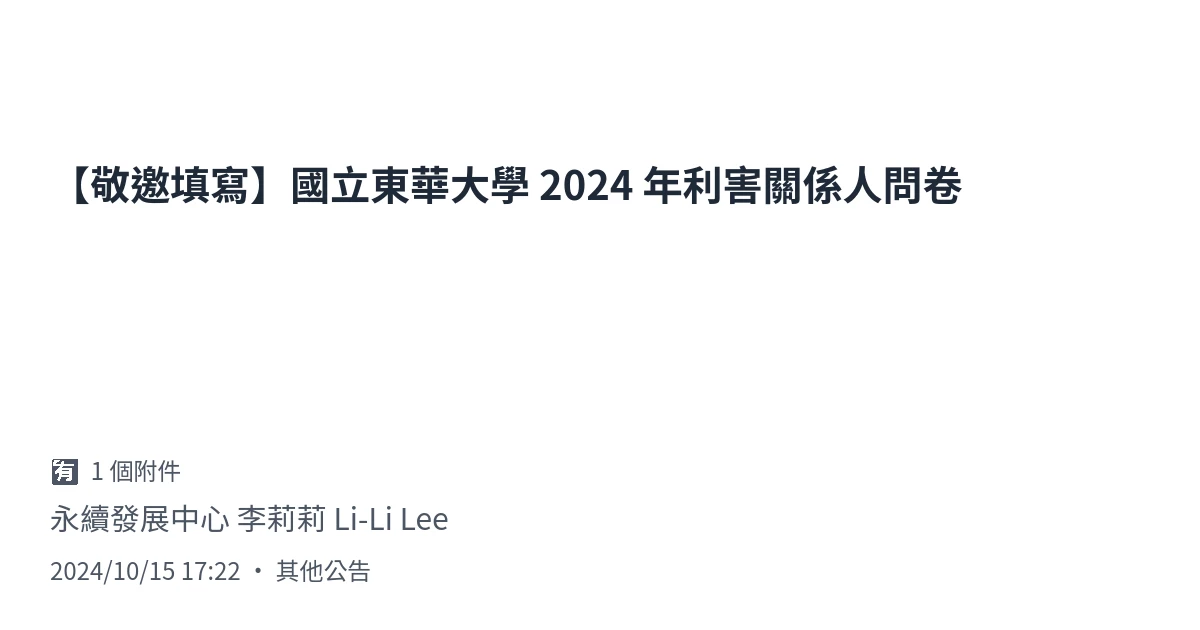 【敬邀填寫】國立東華大學 2024 年利害關係人問卷
🈶 1 個附件
永續發展中心 李莉莉 Li-Li Lee
2024/10/15 17:22 • 其他公告